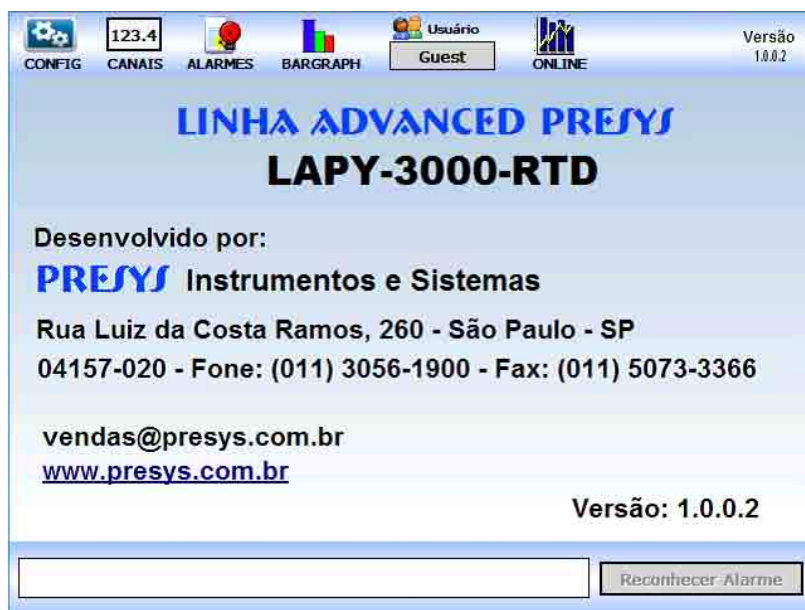 CONFIG
123.4
CANAIS
ALARMES
BARGRAPH
Usuário
Guest
ONLINE
Versão
1.0.0.2
LINHA ADVANCED PRESYS
LAPY-3000-RTD
Desenvolvido por:
PRESYS Instrumentos e Sistemas
Rua Luiz da Costa Ramos, 260 - São Paulo - SP
04157-020 - Fone: (011) 3056-1900 - Fax: (011) 5073-3366
vendas@presys.com.br
www.presys.com.br
Versão: 1.0.0.2
Reconhecer Alarme